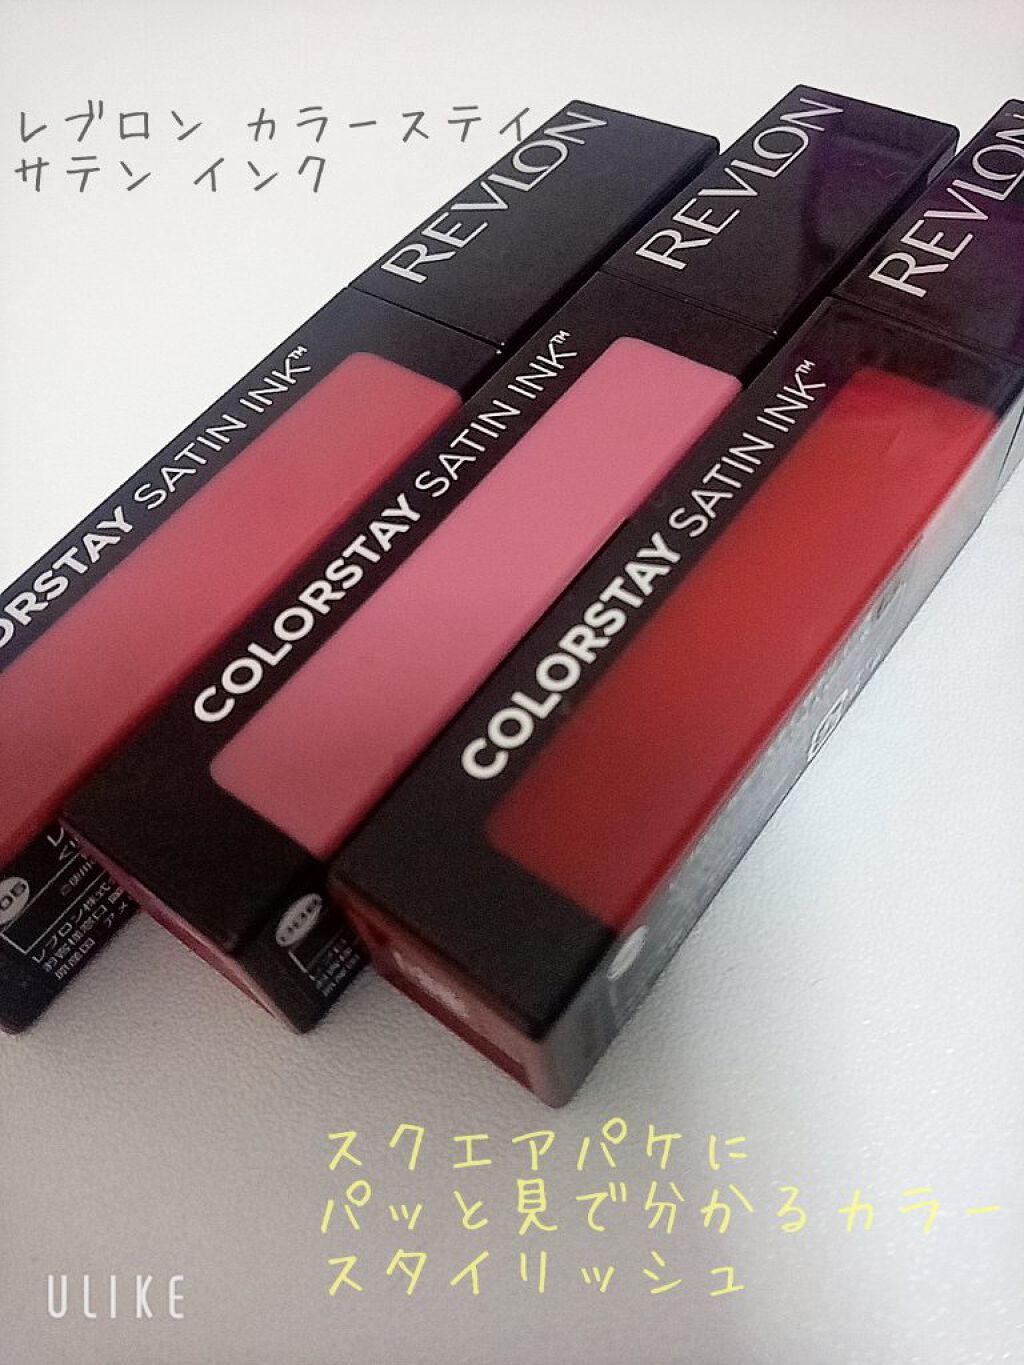 レブロン カラーステイ
サテン インク
REVLON
REVLON
REVLON
ORSTAY SATIN INK™
COLORSTAY SATIN INK™
COLORSTAY SATIN INK™
スクエアパケに
パッと見で分かるカラー
スタイリッシュ
ULIKE